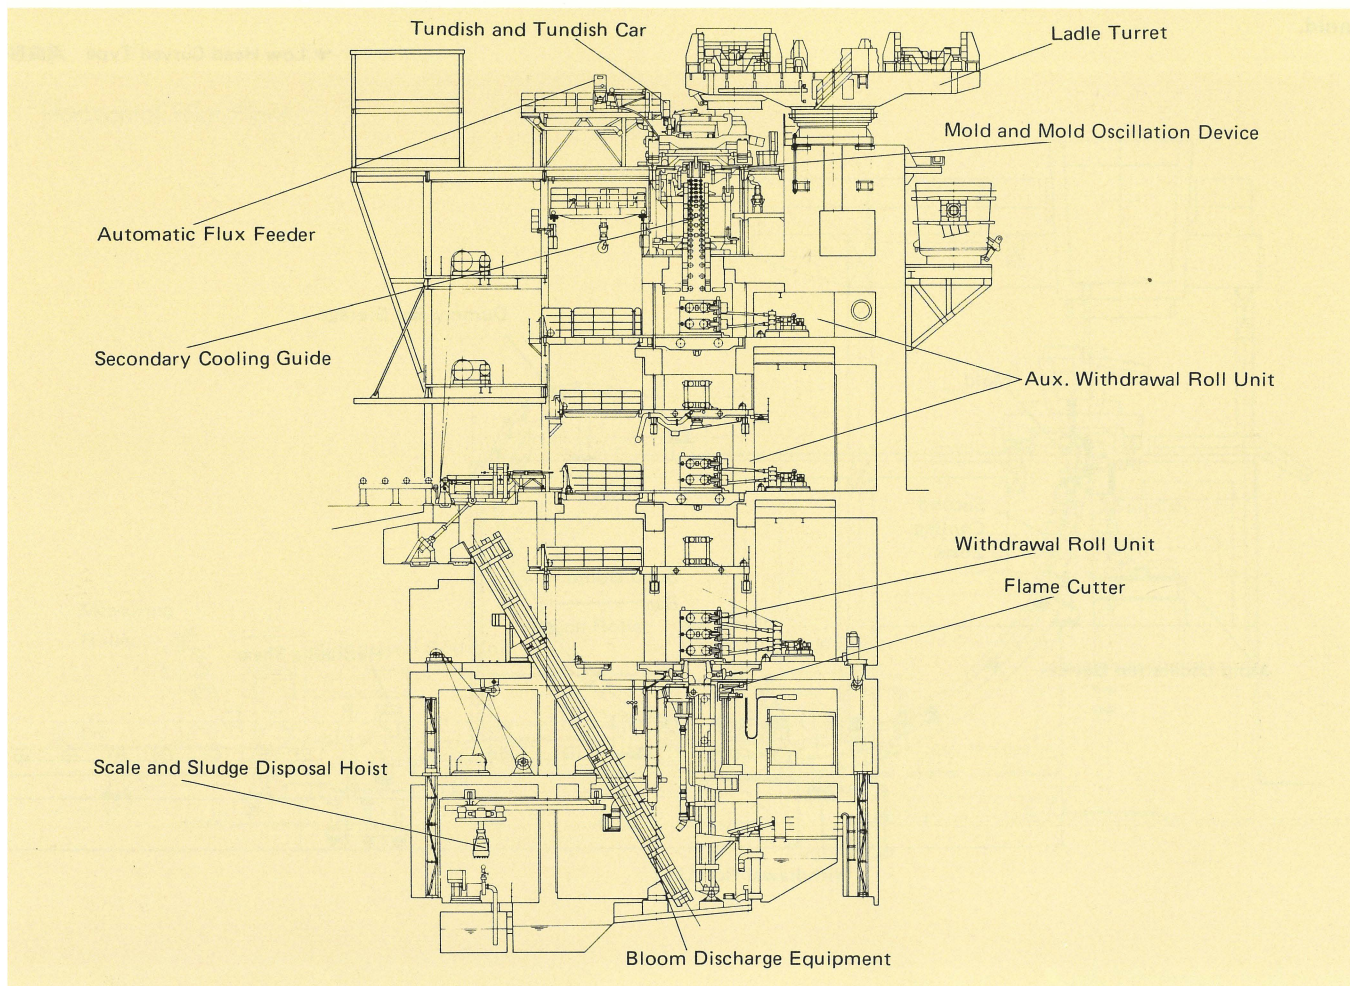 Tundish and Tundish Car
Ladle Turret
Mold and Mold Oscillation Device
Automatic Flux Feeder
Secondary Cooling Guide
Aux. Withdrawal Roll Unit
Withdrawal Roll Unit
Flame Cutter
Scale and Sludge Disposal Hoist
Bloom Discharge Equipment